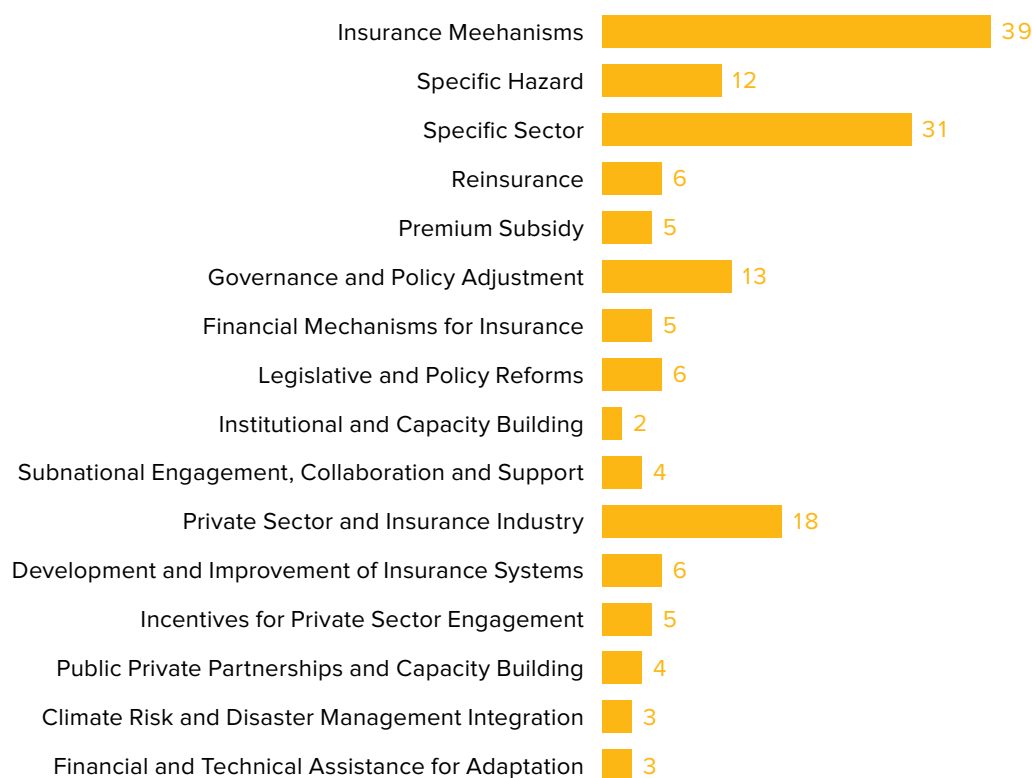 Insurance Meehanisms 39
Specific Hazard 12
Specific Sector 31
Reinsurance 6
Premium Subsidy 5
Governance and Policy Adjustment 13
Financial Mechanisms for Insurance 5
Legislative and Policy Reforms 6
Institutional and Capacity Building 2
Subnational Engagement, Collaboration and Support 4
Private Sector and Insurance Industry 18
Development and Improvement of Insurance Systems 6
Incentives for Private Sector Engagement 5
Public Private Partnerships and Capacity Building 4
Climate Risk and Disaster Management Integration 3
Financial and Technical Assistance for Adaptation 3